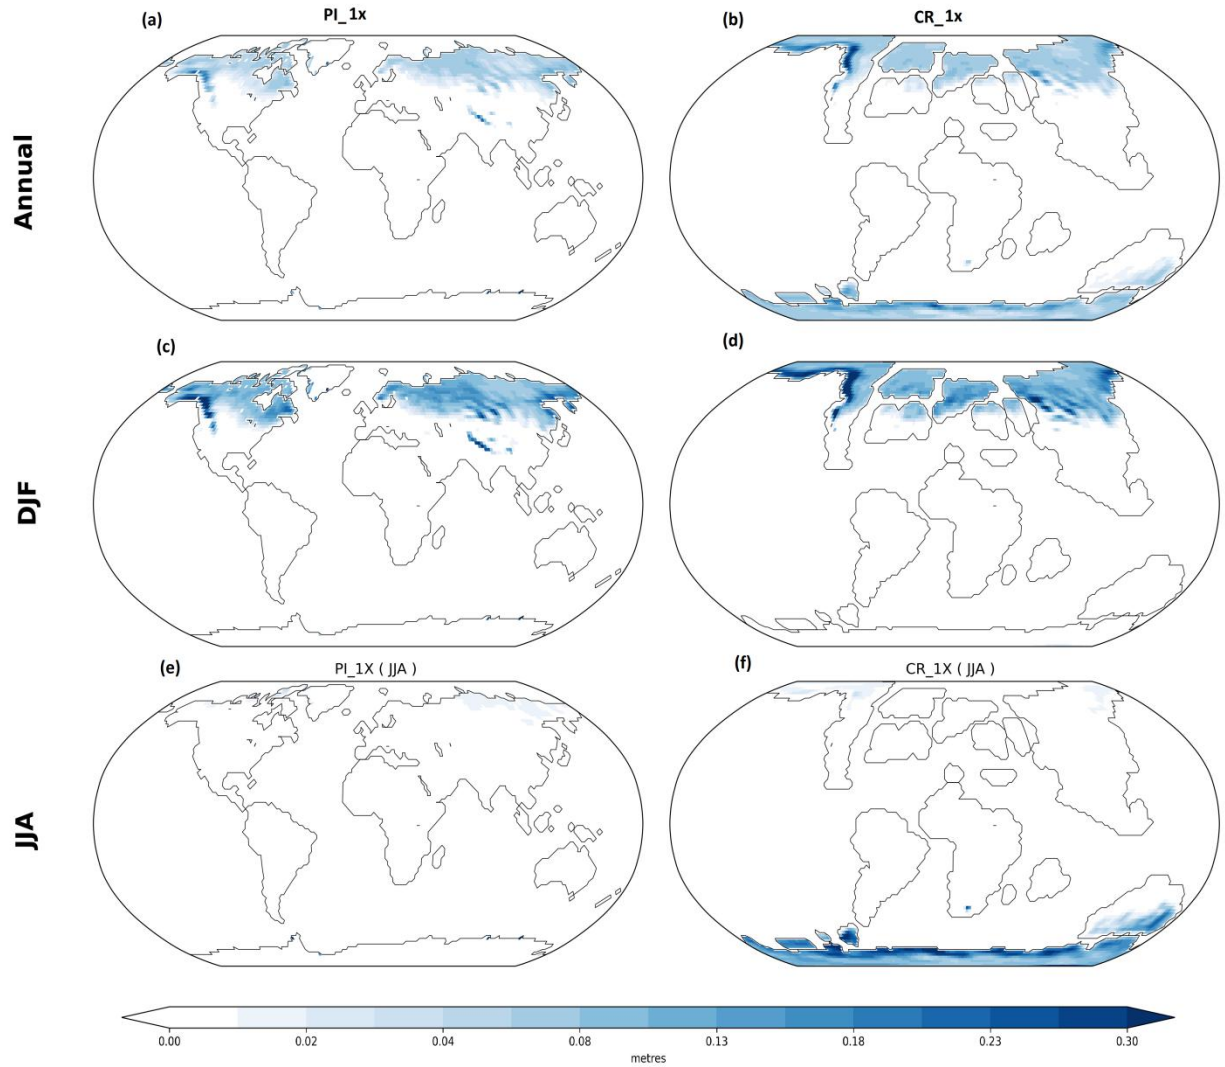 (a) PI_1x (b) CR_1x
Annual
(c) (d)
DJF
(e) PI_1X ( JJA ) (f) CR_1X ( JJA )
JJA
0.00 0.02 0.04 0.08 0.13 0.18 0.23 0.30
metres